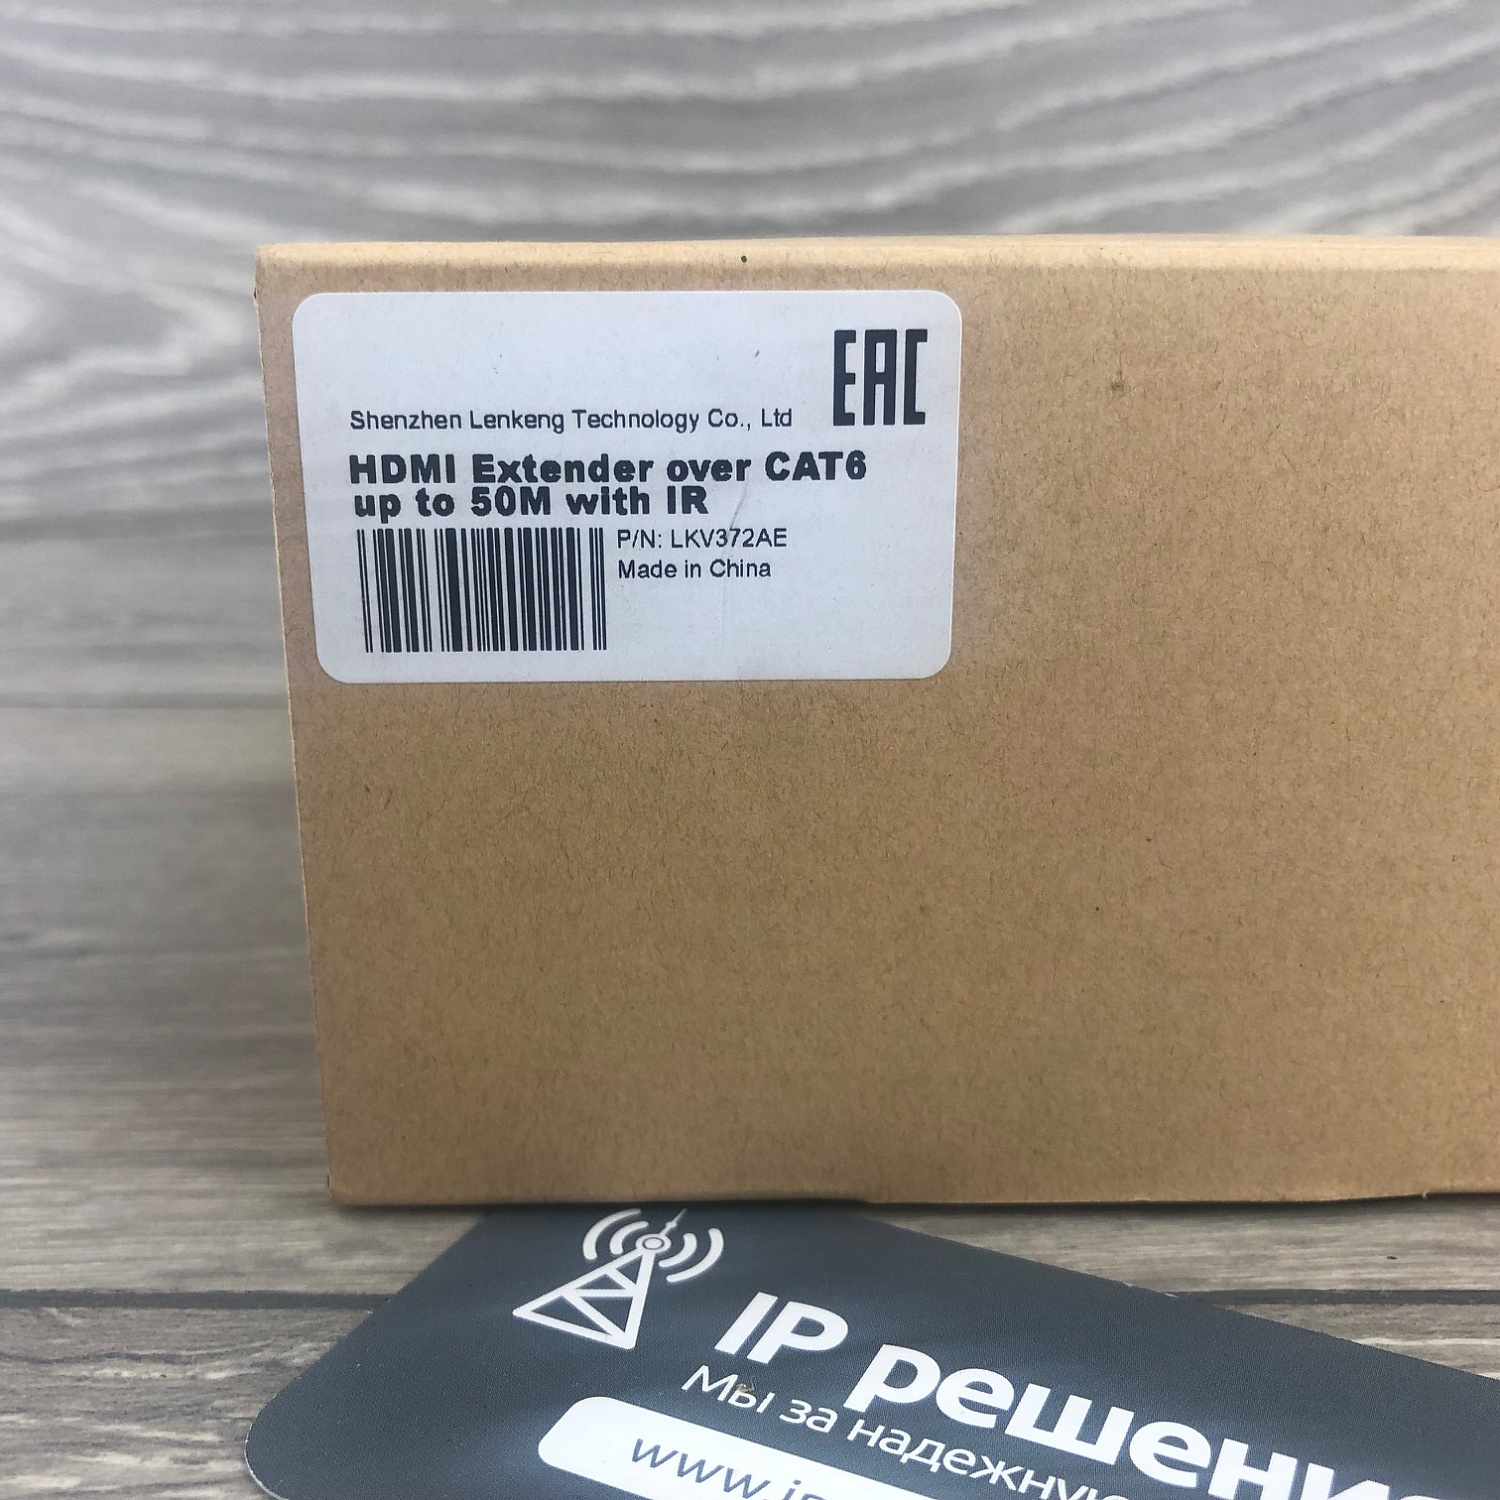 EAC
Shenzhen Lenkeng Technology Co., Ltd
HDMI Extender over CAT6
up to 50M with IR
P/N: LKV372AE
Made in China
IP решени
Мы за надежну
www.i